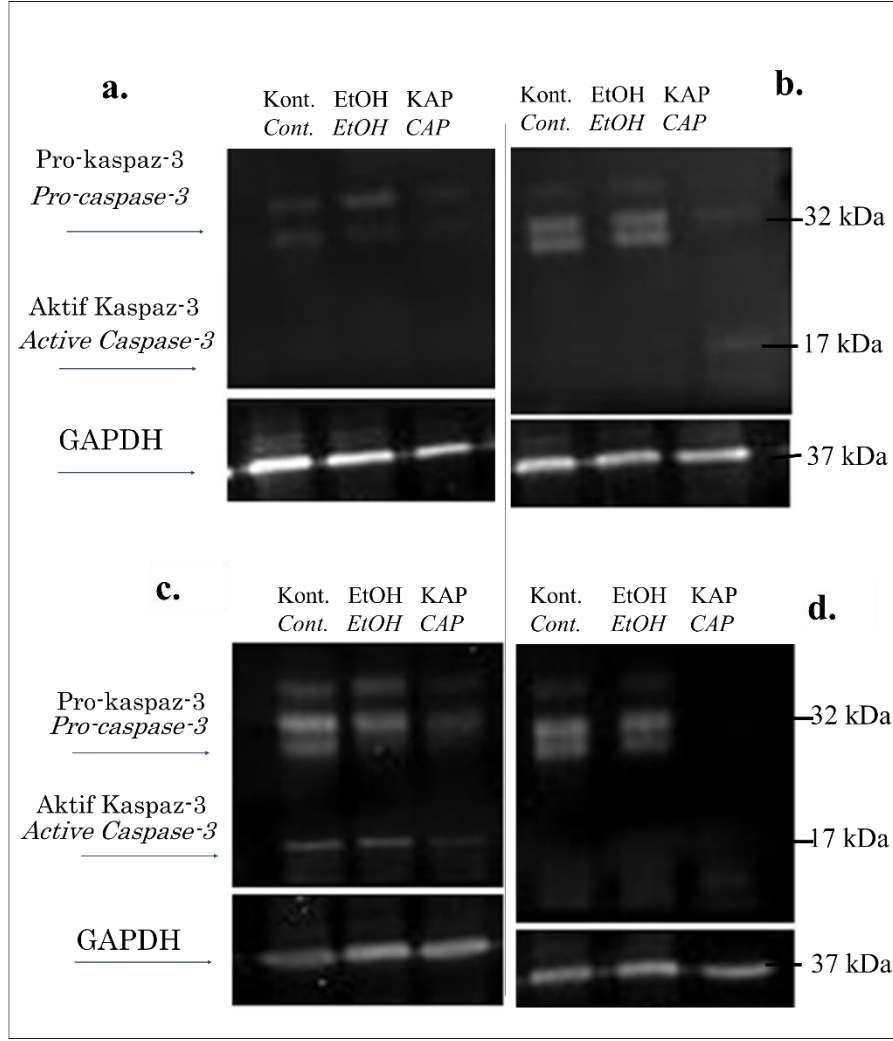 a.
Kont. EtOH KAP
Cont. EtOH CAP
Pro-kaspaz-3
Pro-caspase-3
Aktif Kaspaz-3
Active Caspase-3
GAPDH
b.
Kont. EtOH KAP
Cont. EtOH CAP
32 kDa
17 kDa
37 kDa
c.
Kont. EtOH KAP
Cont. EtOH CAP
Pro-kaspaz-3
Pro-caspase-3
Aktif Kaspaz-3
Active Caspase-3
GAPDH
d.
Kont. EtOH KAP
Cont. EtOH CAP
32 kDa
17 kDa
37 kDa